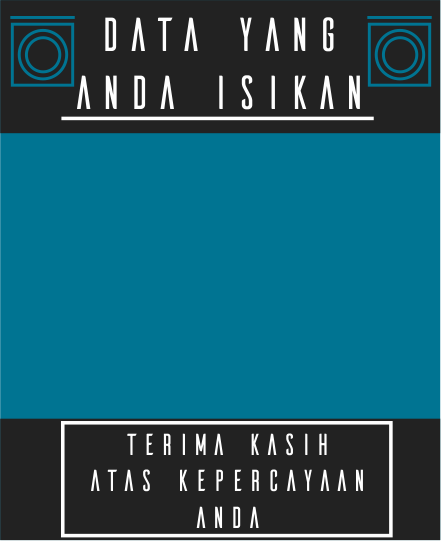 DATA YANG
ANDA ISIKAN
TERIMA KASIH
ATAS KEPERCAYAAN
ANDA